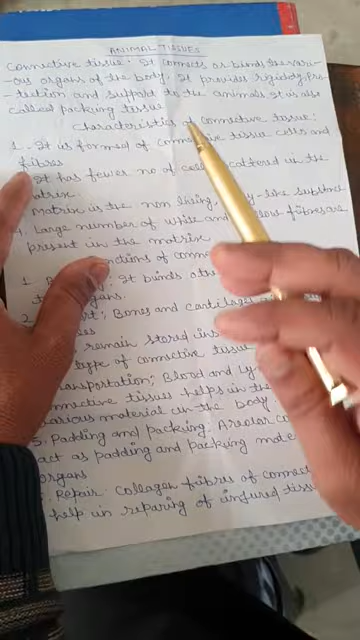 ANIMAL TISSUES
Connective tissue: It connects or binds the vari-
-ous organs of the body. It provides rigidity, pro-
-tection and support to the animals. It is also
called packing tissue
Characteristics of connective tissue:
1- It is formed of connective tissue cells and
fibres
It has fewer no of cells scattered in the
matrix
Matrix is the non living, jelly-like substance
4. Large number of white and yellow fibres are
present in the matrix
functions of
1. : It binds
organs.
2. ; Bones and cartilages
remain stored
type of connective tissue
; Blood and
connective tissues helps in the
various material in the body
5. Padding and packing: Areolar
act as padding and packing
organs
Repair: Collagen fibres of
help in repairing of injured